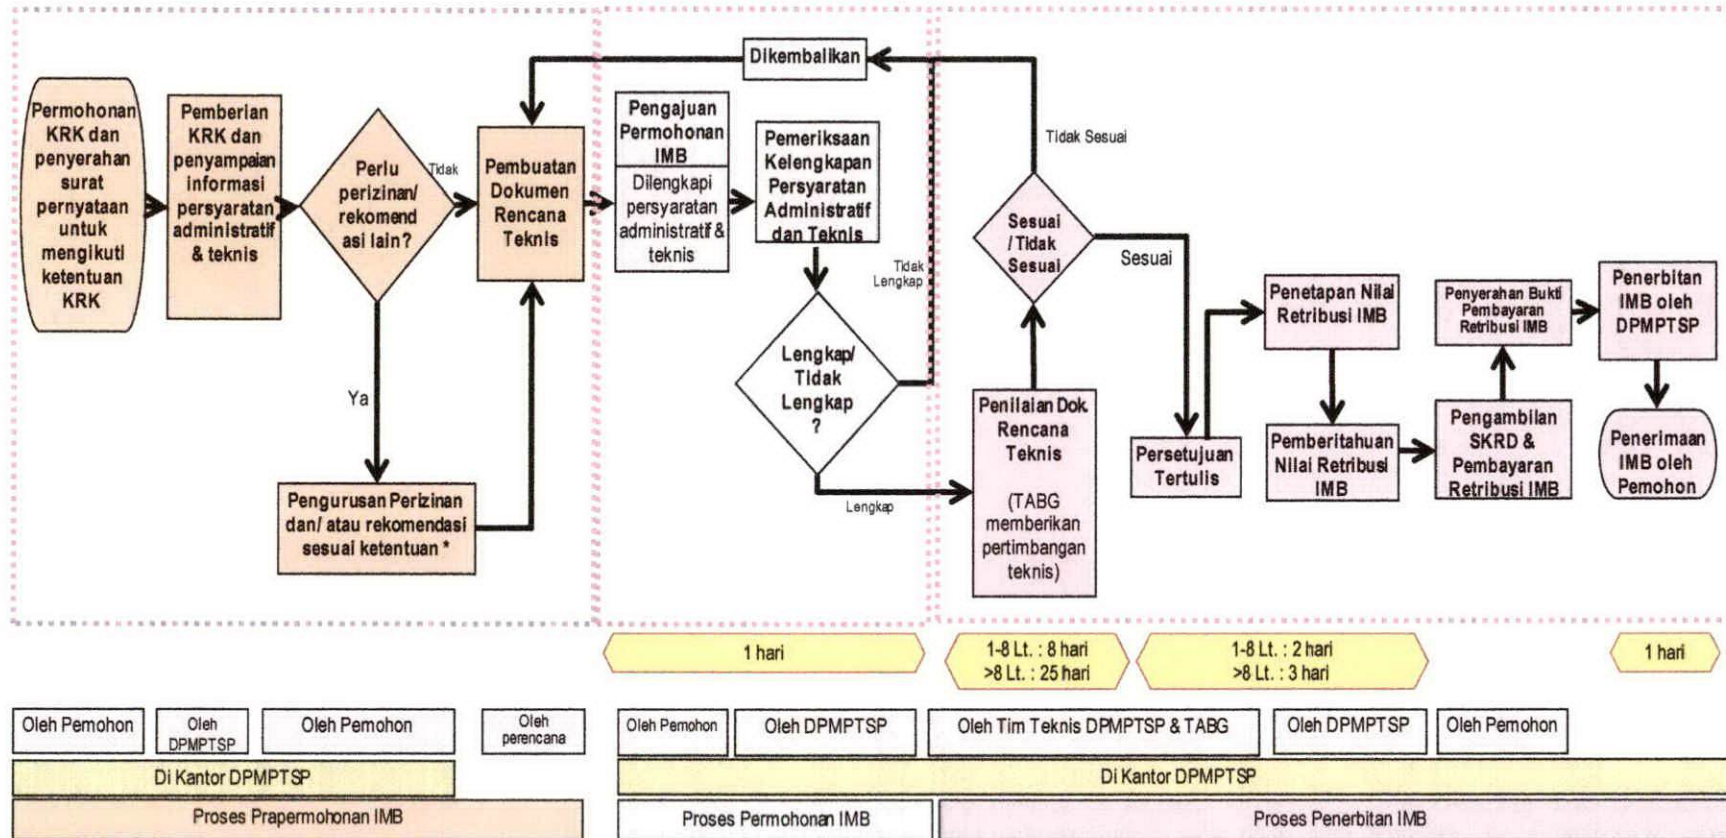 Permohonan
KRK dan
penyerahan
surat
pernyataan
untuk
mengikuti
ketentuan
KRK
Pemberian
KRK dan
penyampaian
informasi
persyaratan
administratif
& teknis
Perlu
perizinan/
rekomend
asi lain?
Tidak
Ya
Pengurusan Perizinan
dan/ atau rekomendasi
sesuai ketentuan *
Pembuatan
Dokumen
Rencana
Teknis
Dikembalikan
Pengajuan
Permohonan
IMB
Dilengkapi
persyaratan
administratif &
teknis
Pemeriksaan
Kelengkapan
Persyaratan
Administratif
dan Teknis
Lengkap/
Tidak
Lengkap
?
Tidak
Lengkap
Lengkap
Penilaian Dok.
Rencana
Teknis
(TABG
memberikan
pertimbangan
teknis)
Sesuai
/ Tidak
Sesuai
Tidak Sesuai
Sesuai
Persetujuan
Tertulis
Penetapan Nilai
Retribusi IMB
Pemberitahuan
Nilai Retribusi
IMB
Pengambilan
SKRD &
Pembayaran
Retribusi IMB
Penyerahan Bukti
Pembayaran
Retribusi IMB
Penerbitan
IMB oleh
DPMPTSP
Penerimaan
IMB oleh
Pemohon
1 hari
1-8 Lt. : 8 hari
>8 Lt. : 25 hari
1-8 Lt. : 2 hari
>8 Lt. : 3 hari
1 hari
Oleh Pemohon
Oleh
DPMPTSP
Oleh Pemohon
Oleh
perencana
Oleh Pemohon
Oleh DPMPTSP
Oleh Tim Teknis DPMPTSP & TABG
Oleh DPMPTSP
Oleh Pemohon
Di Kantor DPMPTSP
Di Kantor DPMPTSP
Proses Prapermohonan IMB
Proses Permohonan IMB
Proses Penerbitan IMB